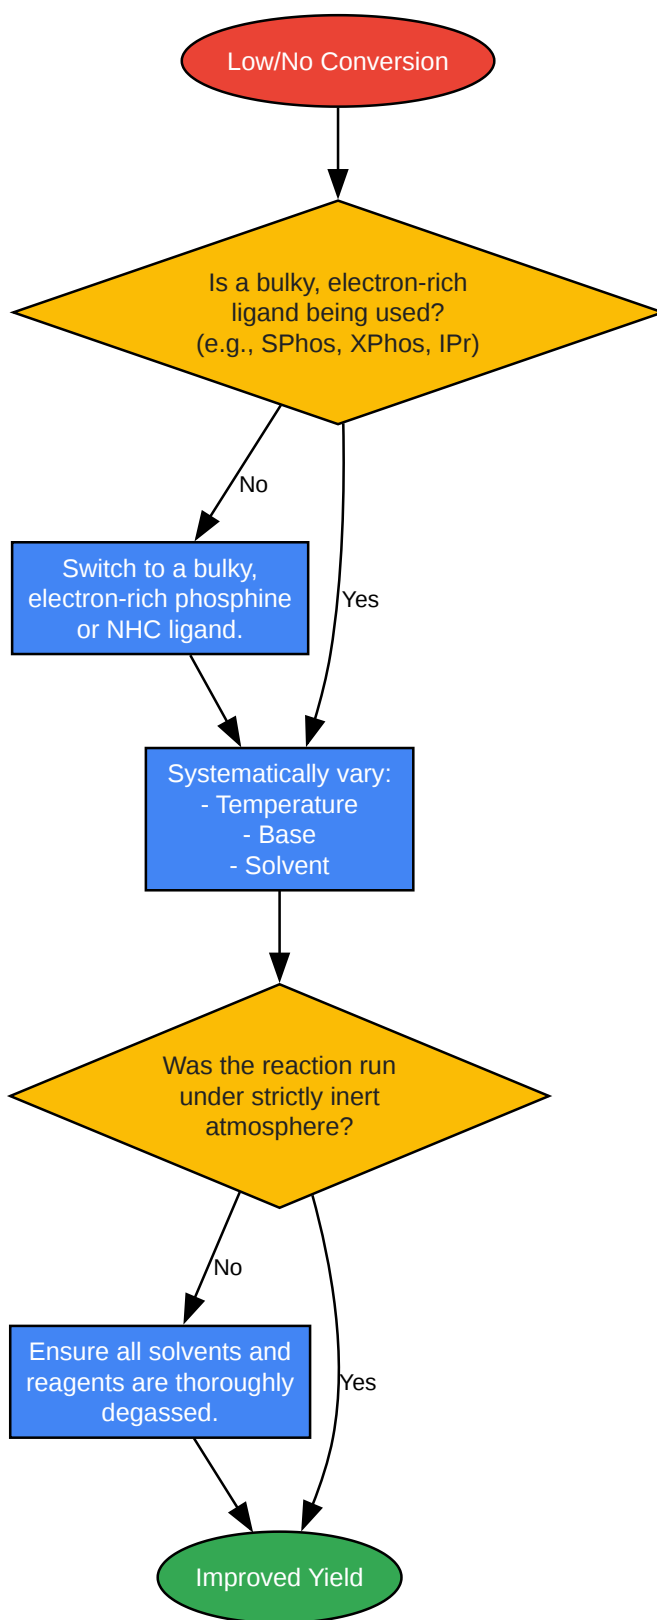 Low/No Conversion
Is a bulky, electron-rich
ligand being used?
(e.g., SPhos, XPhos, IPr)
No
Switch to a bulky,
electron-rich phosphine
or NHC ligand.
Yes
Systematically vary:
- Temperature
- Base
- Solvent
Was the reaction run
under strictly inert
atmosphere?
No
Ensure all solvents and
reagents are thoroughly
degassed.
Yes
Improved Yield